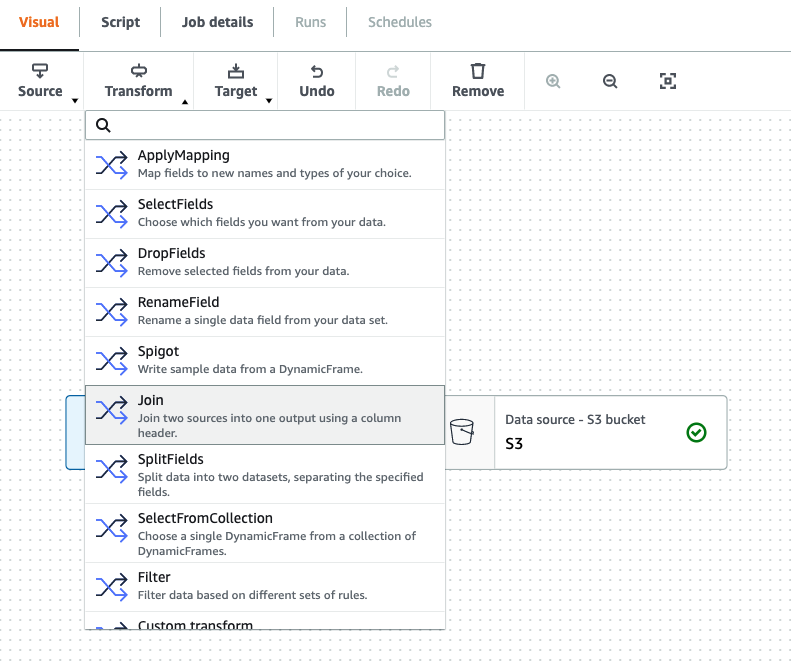 Visual Script Job details Runs Schedules
Source Transform Target Undo Redo Remove
ApplyMapping
Map fields to new names and types of your choice.
SelectFields
Choose which fields you want from your data.
DropFields
Remove selected fields from your data.
RenameField
Rename a single data field from your data set.
Spigot
Write sample data from a DynamicFrame.
Join
Join two sources into one output using a column
header.
SplitFields
Split data into two datasets, separating the specified
fields.
SelectFromCollection
Choose a single DynamicFrame from a collection of
DynamicFrames.
Filter
Filter data based on different sets of rules.
Custom transform
Data source - S3 bucket
S3